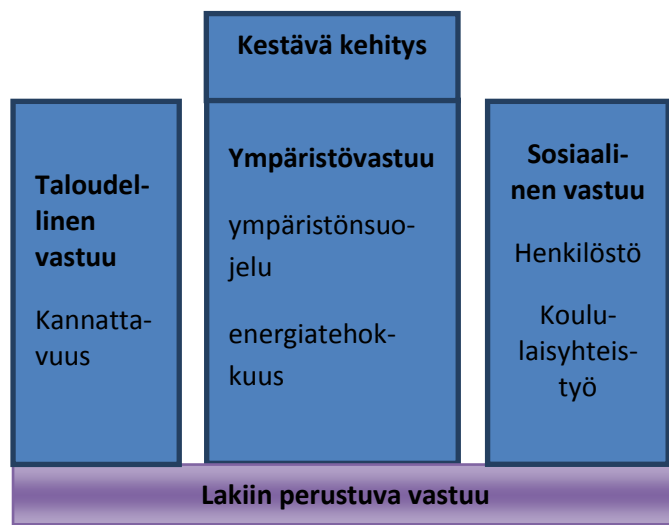 Kestävä kehitys
Taloudel-
linen
vastuu
Kannatta-
vuus
Ympäristövastuu
ympäristönsuo-
jelu
energiatehok-
kuus
Sosiaali-
nen vastuu
Henkilöstö
Koulu-
laisyhteis-
työ
Lakiin perustuva vastuu